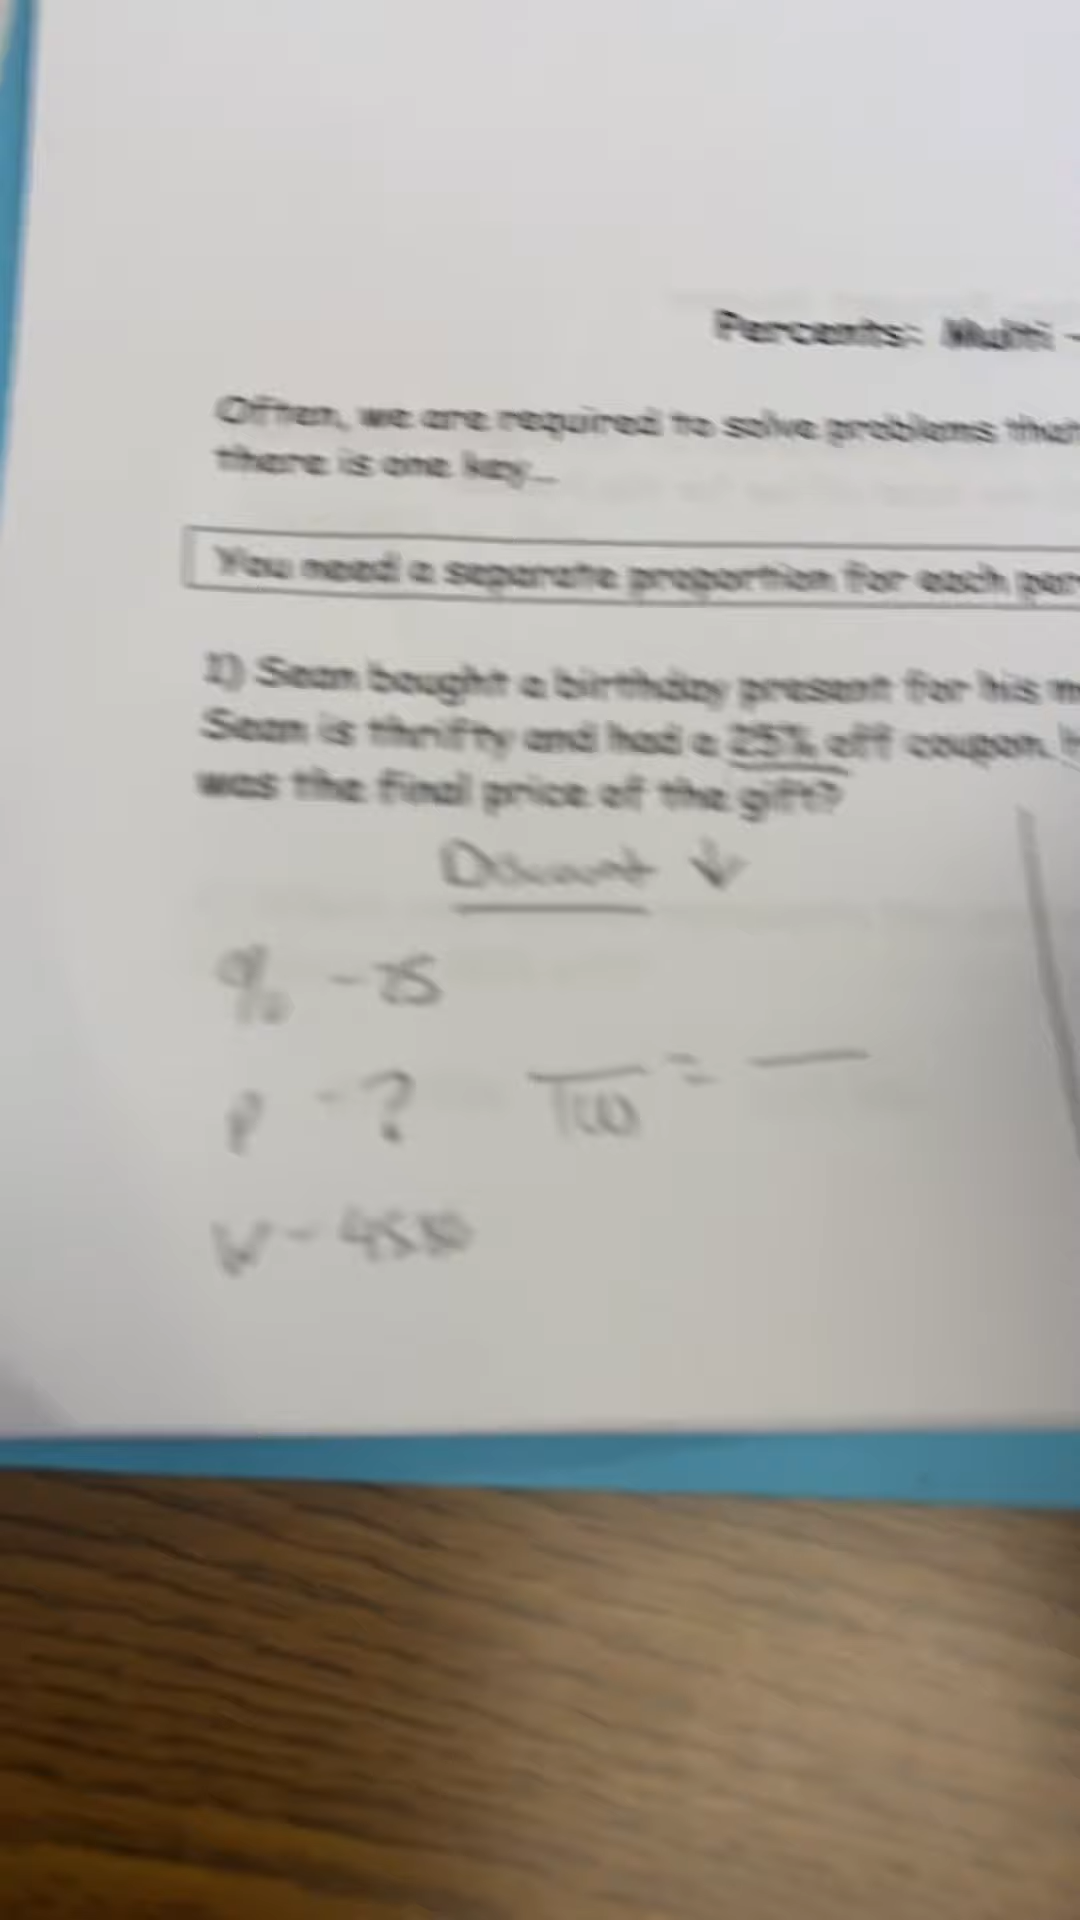 Percents: Multi -
Often, we are required to solve problems that
there is one key...
You need a separate proportion for each per
1) Sean bought a birthday present for his m
Sean is thrifty and had a 25% off coupon. I
was the final price of the gift?
Discount ↓
% - 25
P - ? — = —
100
W -